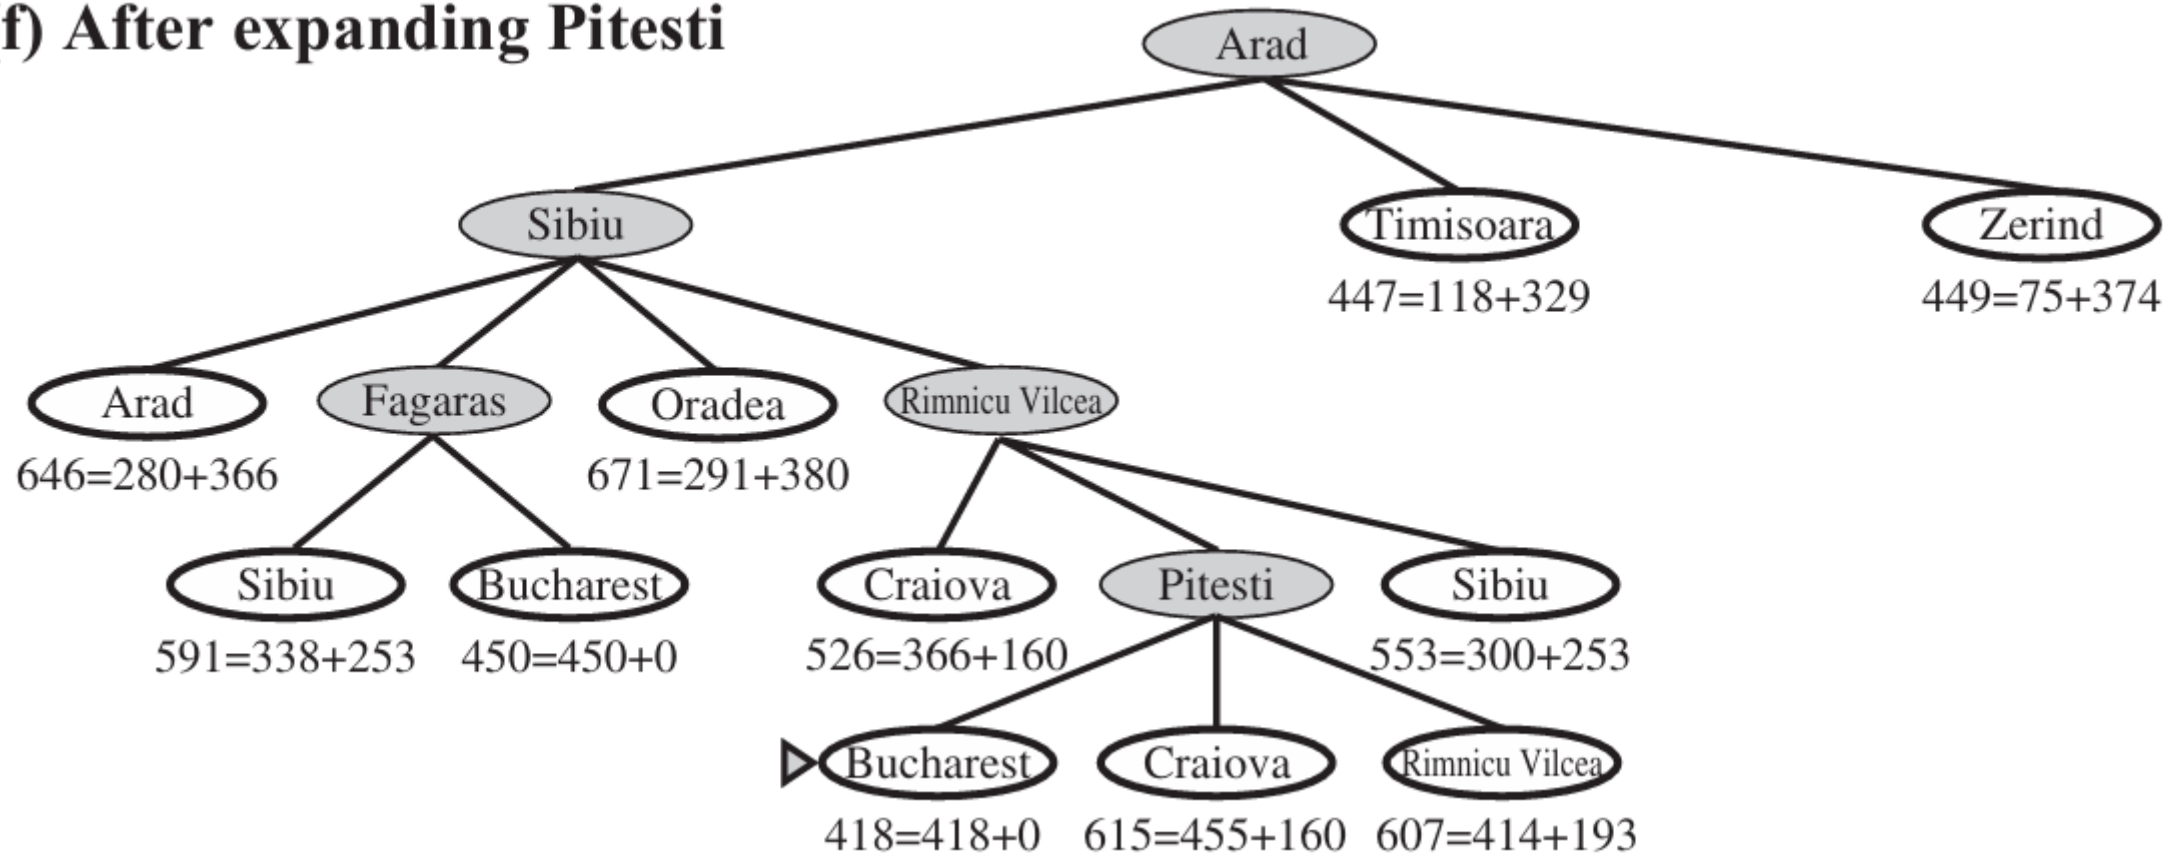 f) After expanding Pitesti
Arad
Sibiu
Timisoara
Zerind
447=118+329
449=75+374
Arad
Fagaras
Oradea
Rimnicu Vilcea
646=280+366
671=291+380
Sibiu
Bucharest
Craiova
Pitesti
Sibiu
591=338+253
450=450+0
526=366+160
553=300+253
Bucharest
Craiova
Rimnicu Vilcea
418=418+0
615=455+160
607=414+193